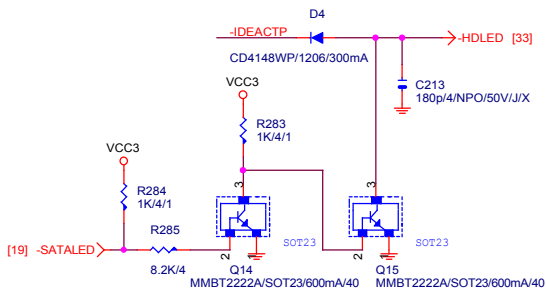 D4
-IDEACTP
-HDLED [33]
CD4148WP/1206/300mA
VCC3
C213
180p/4/NPO/50V/J/X
R283
1K/4/1
VCC3
R284
1K/4/1
3
3
R285
[19] -SATALED
2
1
SOT23
2
1
SOT23
8.2K/4
Q14
Q15
MMBT2222A/SOT23/600mA/40
MMBT2222A/SOT23/600mA/40